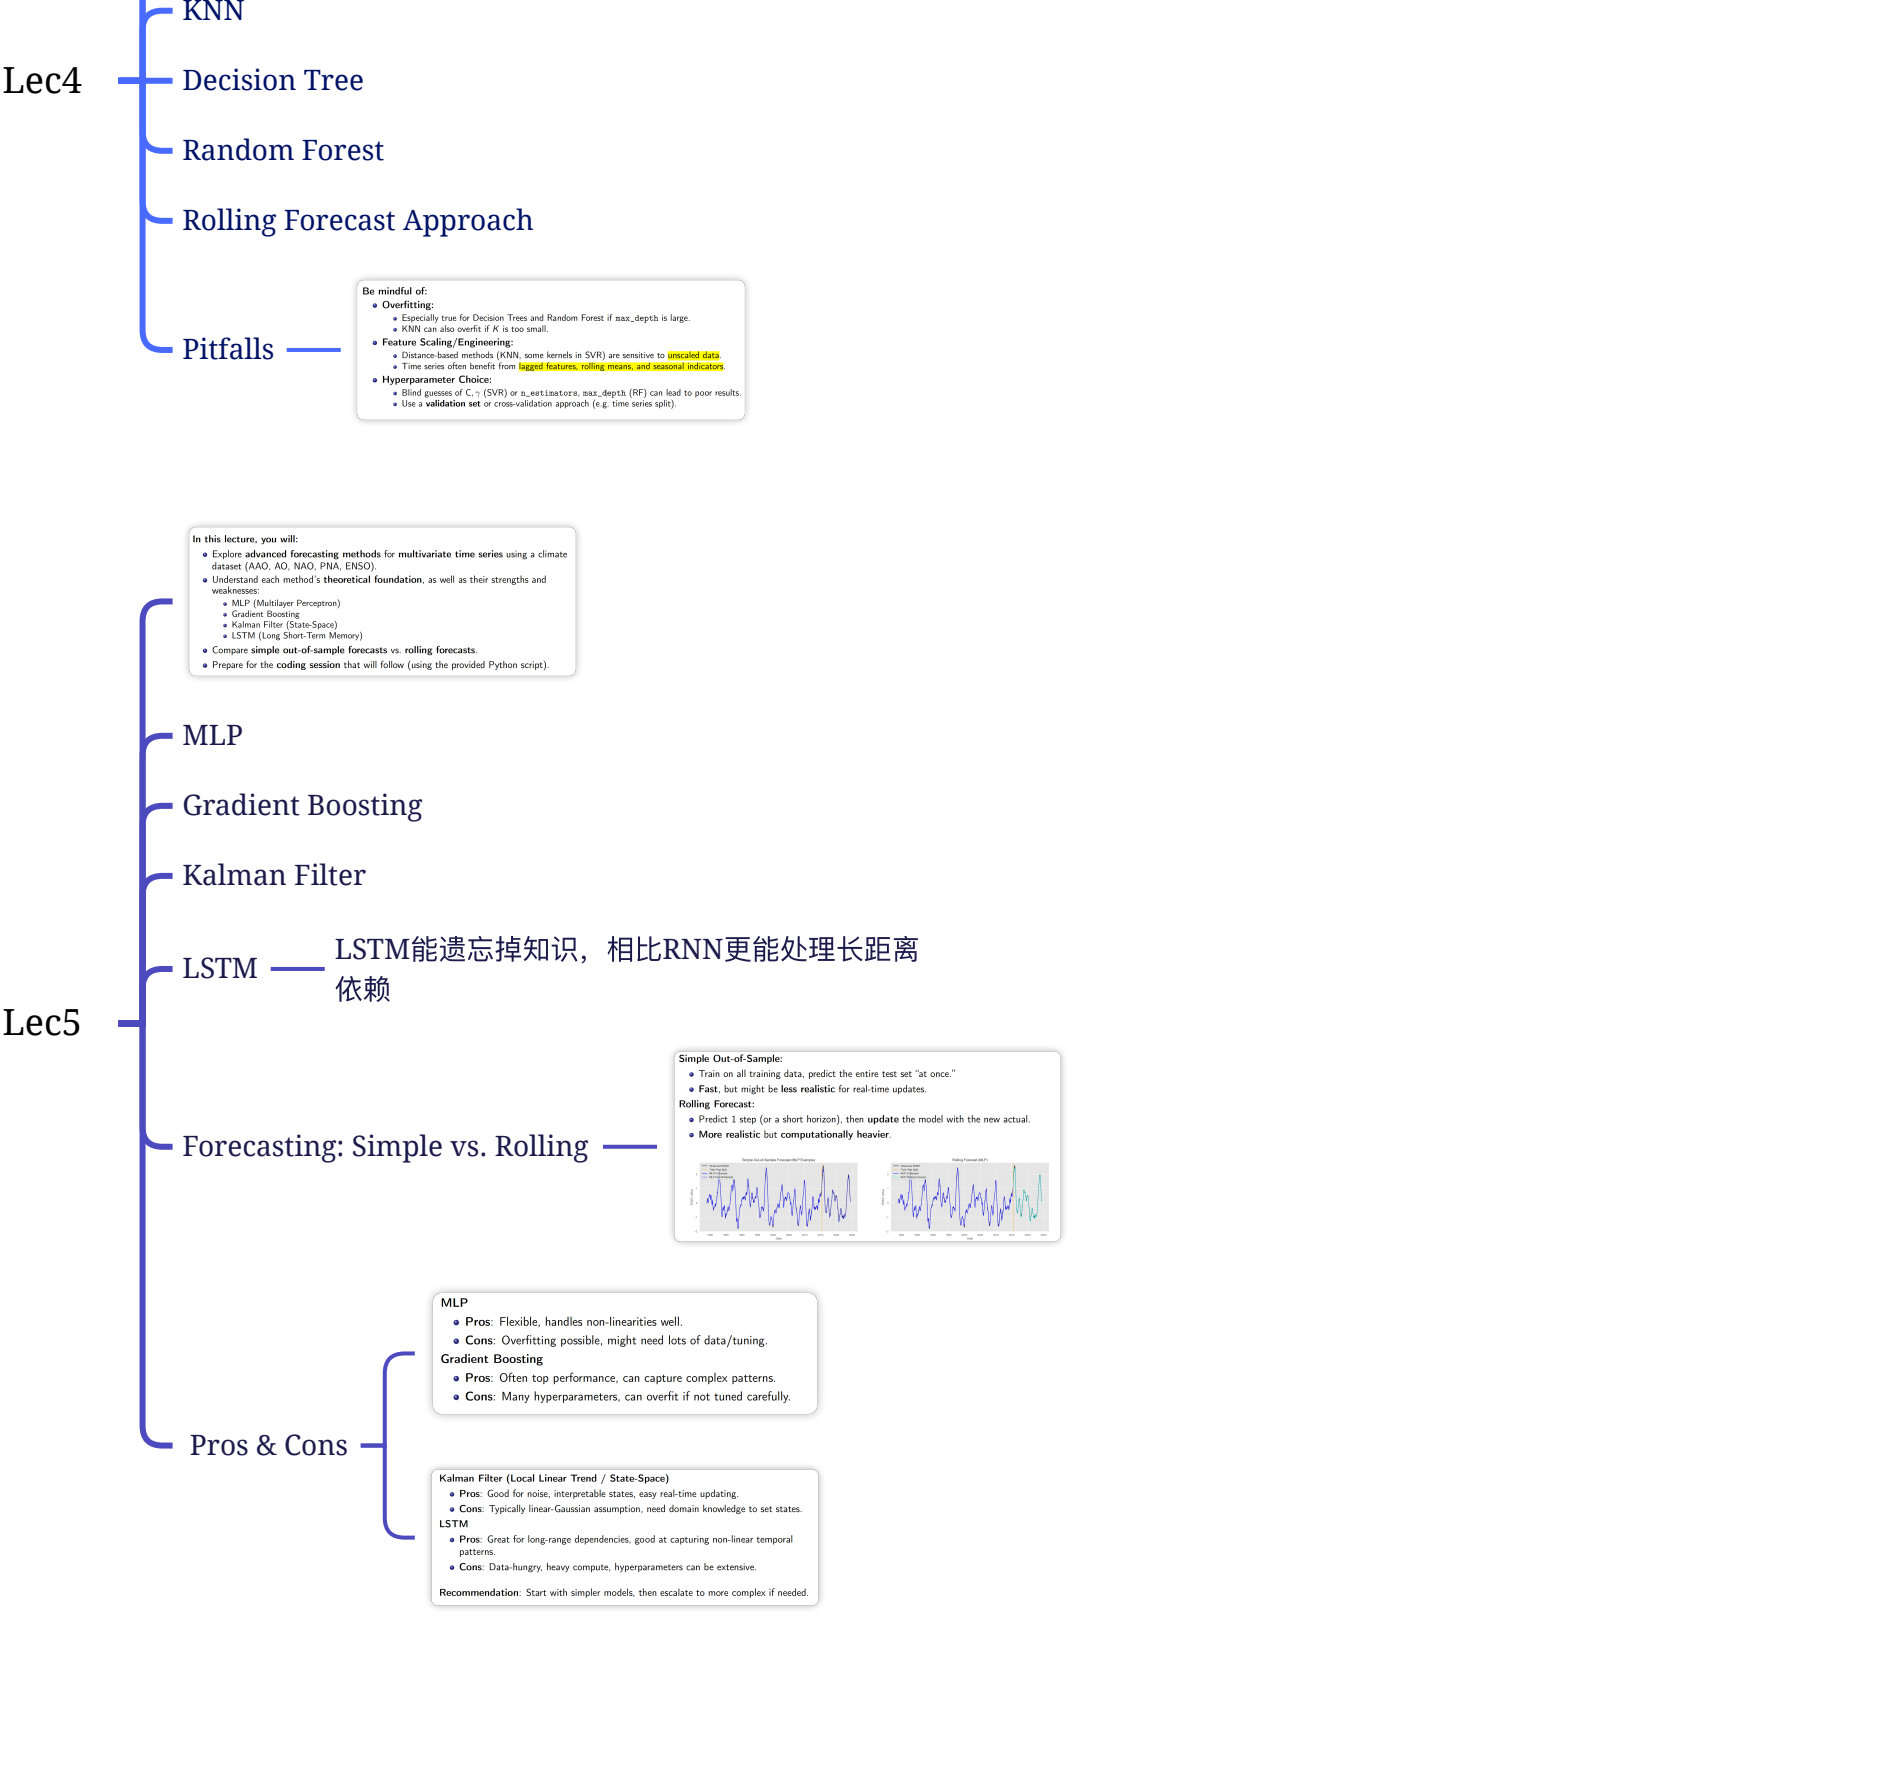 KNN
Lec4
Decision Tree
Random Forest
Rolling Forecast Approach
Pitfalls
Be mindful of:
Overfitting:
Especially true for Decision Trees and Random Forest if max_depth is large.
KNN can also overfit if K is too small.
Feature Scaling/Engineering:
Distance-based methods (KNN, some kernels in SVR) are sensitive to unscaled data.
Time series often benefit from lagged features, rolling means, and seasonal indicators.
Hyperparameter Choice:
Blind guesses of C, γ (SVR) or n_estimators, max_depth (RF) can lead to poor results.
Use a validation set or cross-validation approach (e.g. time series split).
In this lecture, you will:
Explore advanced forecasting methods for multivariate time series using a climate
dataset (AAO, AO, NAO, PNA, ENSO).
Understand each method's theoretical foundation, as well as their strengths and
weaknesses:
MLP (Multilayer Perceptron)
Gradient Boosting
Kalman Filter (State-Space)
LSTM (Long Short-Term Memory)
Compare simple out-of-sample forecasts vs. rolling forecasts.
Prepare for the coding session that will follow (using the provided Python script).
MLP
Gradient Boosting
Kalman Filter
LSTM
LSTM能遗忘掉知识，相比RNN更能处理长距离
依赖
Lec5
Forecasting: Simple vs. Rolling
Simple Out-of-Sample:
Train on all training data, predict the entire test set “at once.”
Fast, but might be less realistic for real-time updates.
Rolling Forecast:
Predict 1 step (or a short horizon), then update the model with the new actual.
More realistic but computationally heavier.
Simple Out-of-Sample Forecast (MLP Example)
Rolling Forecast (MLP)
Pros & Cons
MLP
Pros: Flexible, handles non-linearities well.
Cons: Overfitting possible, might need lots of data/tuning.
Gradient Boosting
Pros: Often top performance, can capture complex patterns.
Cons: Many hyperparameters, can overfit if not tuned carefully.
Kalman Filter (Local Linear Trend / State-Space)
Pros: Good for noise, interpretable states, easy real-time updating.
Cons: Typically linear-Gaussian assumption, need domain knowledge to set states.
LSTM
Pros: Great for long-range dependencies, good at capturing non-linear temporal
patterns.
Cons: Data-hungry, heavy compute, hyperparameters can be extensive.
Recommendation: Start with simpler models, then escalate to more complex if needed.